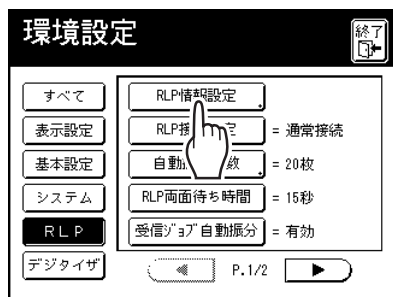 環境設定
終了
すべて
RLP情報設定
表示設定
RLP接 定 = 通常接続
基本設定
自動 数 = 20枚
システム
RLP両面待ち時間 = 15秒
RLP
受信ジョブ自動振分 = 有効
デジタイザ
P.1/2